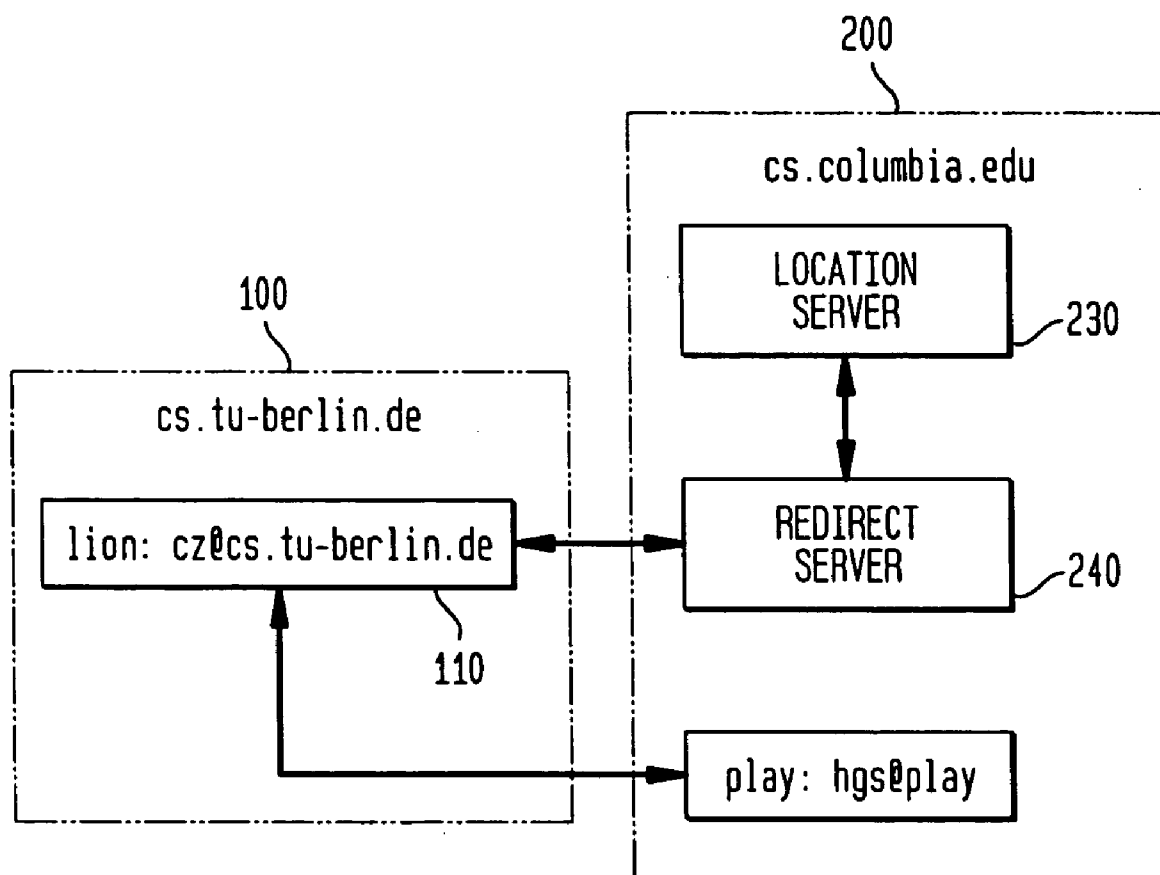 200
cs.columbia.edu
LOCATION
SERVER
230
100
cs.tu-berlin.de
lion: cz@cs.tu-berlin.de
110
REDIRECT
SERVER
240
play: hgs@play